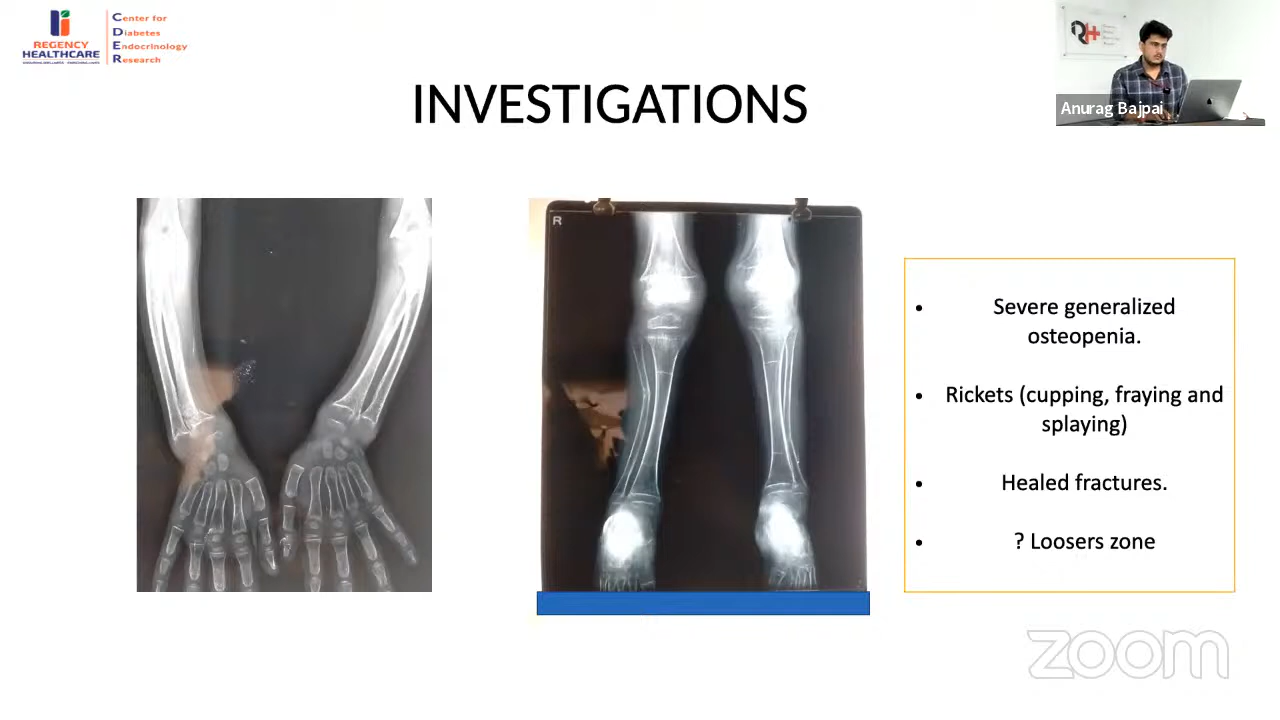 REGENCY
HEALTHCARE
Center for
Diabetes
Endocrinology
Research
INVESTIGATIONS
Anurag Bajpai
R
• Severe generalized
osteopenia.
• Rickets (cupping, fraying and
splaying)
• Healed fractures.
• ? Loosers zone
zoom